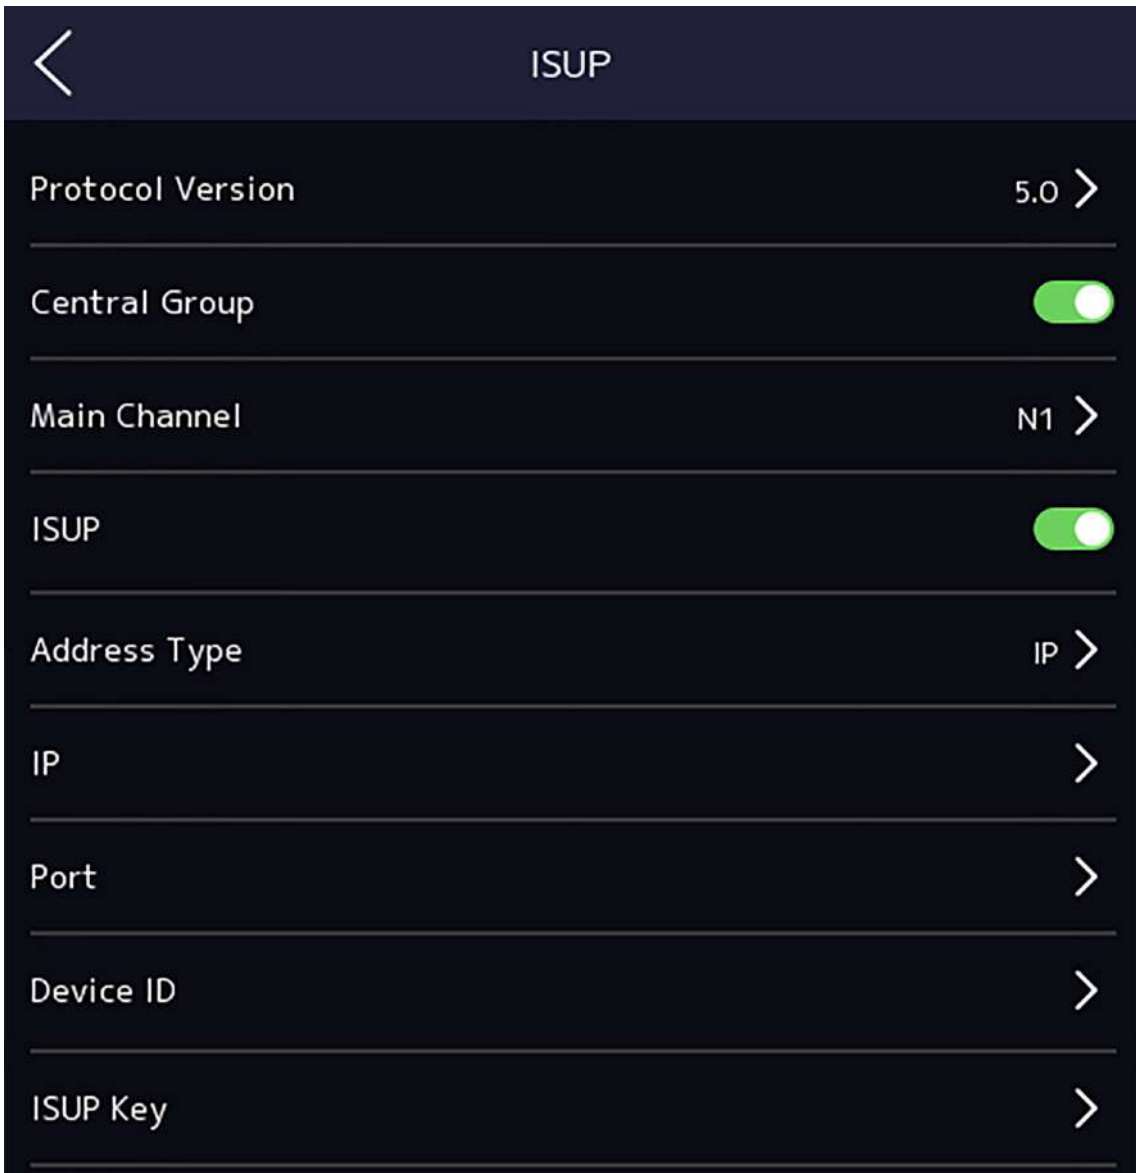 ISUP
Protocol Version 5.0
Central Group
Main Channel N1
ISUP
Address Type IP
IP
Port
Device ID
ISUP Key